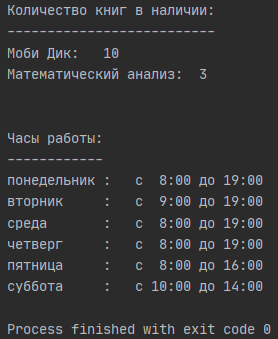 Количество книг в наличии:
--------------------------
Моби Дик:   10
Математический анализ:  3
Часы работы:
------------
понедельник :   с  8:00 до 19:00
вторник     :   с  9:00 до 19:00
среда       :   с  8:00 до 19:00
четверг     :   с  8:00 до 19:00
пятница     :   с  8:00 до 16:00
суббота     :   с 10:00 до 14:00
Process finished with exit code 0